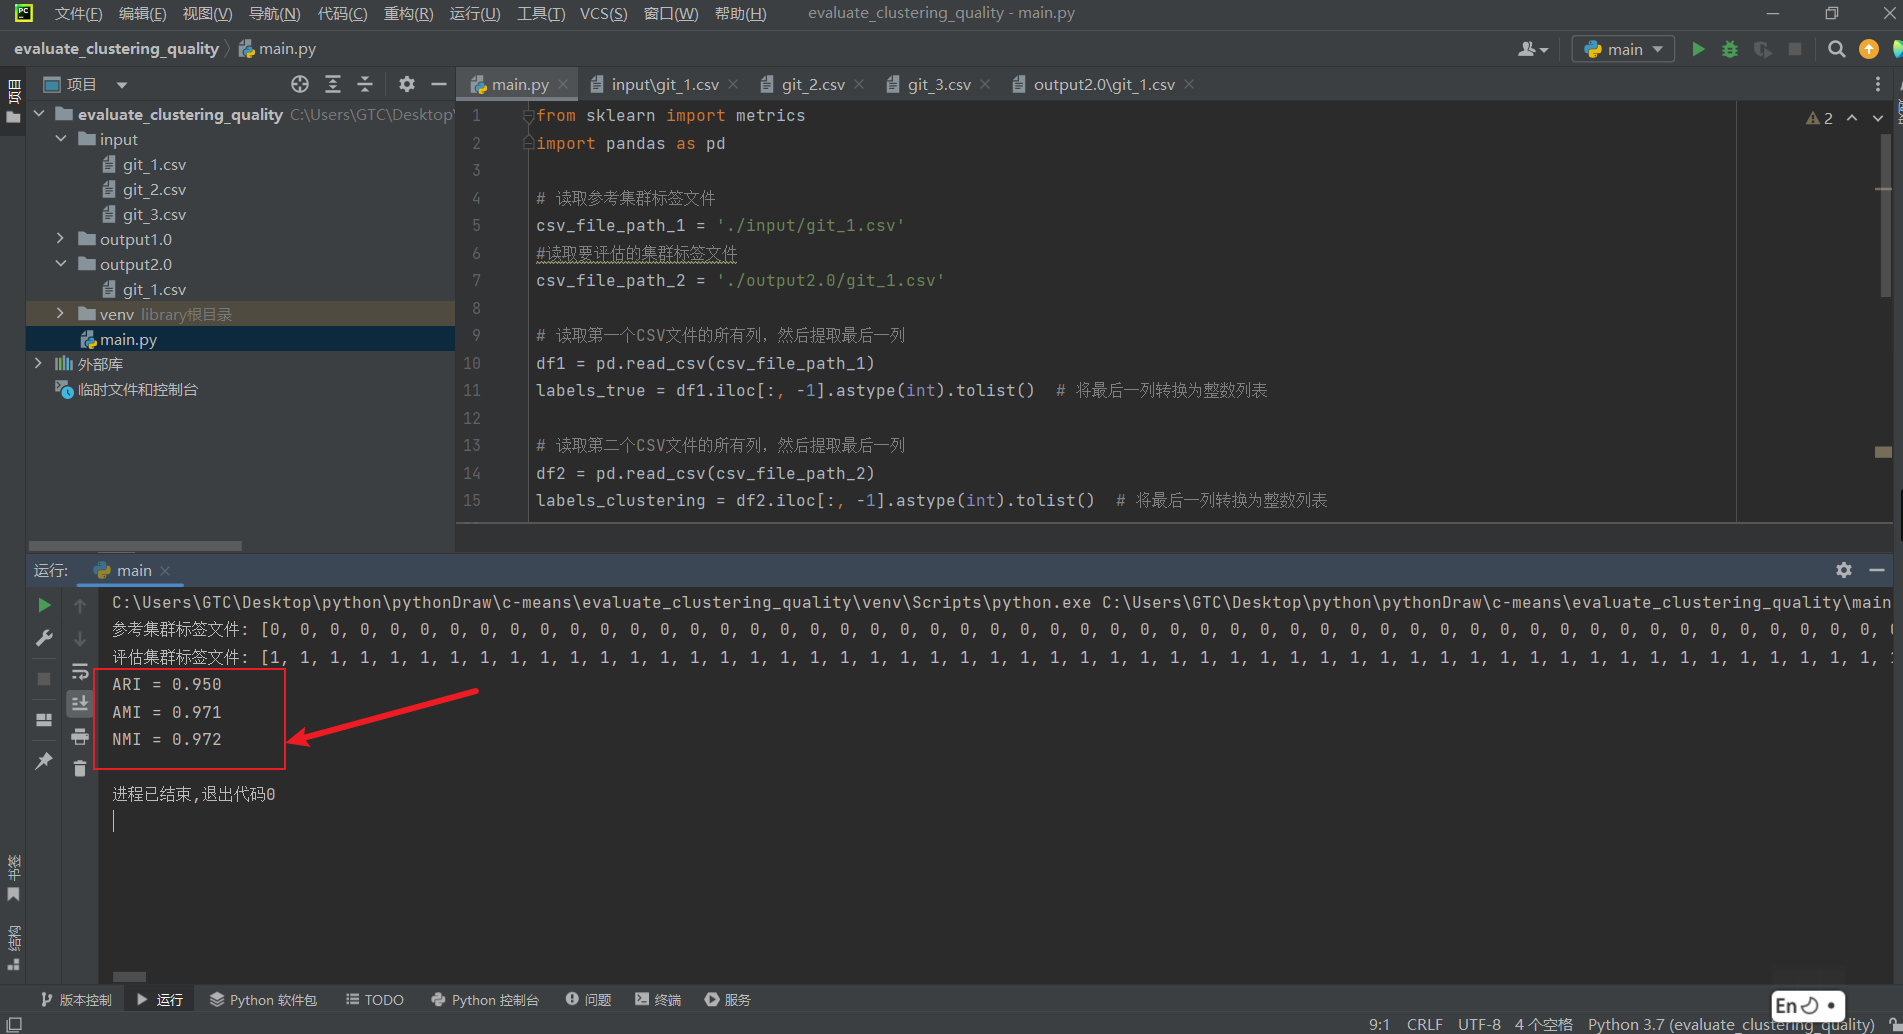 PC 文件(F) 编辑(E) 视图(V) 导航(N) 代码(C) 重构(R) 运行(U) 工具(T) VCS(S) 窗口(W) 帮助(H) evaluate_clustering_quality - main.py
evaluate_clustering_quality main.py
main
项目
项目
main.py input\git_1.csv git_2.csv git_3.csv output2.0\git_1.csv
evaluate_clustering_quality C:\Users\GTC\Desktop\
input
git_1.csv
git_2.csv
git_3.csv
output1.0
output2.0
git_1.csv
venv library根目录
main.py
外部库
临时文件和控制台
2
1 from sklearn import metrics
2 import pandas as pd
3
4 # 读取参考集群标签文件
5 csv_file_path_1 = './input/git_1.csv'
6 #读取要评估的集群标签文件
7 csv_file_path_2 = './output2.0/git_1.csv'
8
9 # 读取第一个CSV文件的所有列，然后提取最后一列
10 df1 = pd.read_csv(csv_file_path_1)
11 labels_true = df1.iloc[:, -1].astype(int).tolist() # 将最后一列转换为整数列表
12
13 # 读取第二个CSV文件的所有列，然后提取最后一列
14 df2 = pd.read_csv(csv_file_path_2)
15 labels_clustering = df2.iloc[:, -1].astype(int).tolist() # 将最后一列转换为整数列表
运行: main
C:\Users\GTC\Desktop\python\pythonDraw\c-means\evaluate_clustering_quality\venv\Scripts\python.exe C:\Users\GTC\Desktop\python\pythonDraw\c-means\evaluate_clustering_quality\main
参考集群标签文件: [0, 0, 0, 0, 0, 0, 0, 0, 0, 0, 0, 0, 0, 0, 0, 0, 0, 0, 0, 0, 0, 0, 0, 0, 0, 0, 0, 0, 0, 0, 0, 0, 0, 0, 0, 0, 0, 0, 0, 0, 0, 0, 0, 0, 0, 0, 0, 0, 0, 0, 0, 0, 0, 0,
评估集群标签文件: [1, 1, 1, 1, 1, 1, 1, 1, 1, 1, 1, 1, 1, 1, 1, 1, 1, 1, 1, 1, 1, 1, 1, 1, 1, 1, 1, 1, 1, 1, 1, 1, 1, 1, 1, 1, 1, 1, 1, 1, 1, 1, 1, 1, 1, 1, 1, 1, 1, 1, 1, 1, 1, 1,
ARI = 0.950
AMI = 0.971
NMI = 0.972
进程已结束,退出代码0
书签
结构
版本控制 运行 Python 软件包 TODO Python 控制台 问题 终端 服务
En
9:1 CRLF UTF-8 4 个空格 Python 3.7 (evaluate_clustering_quality)